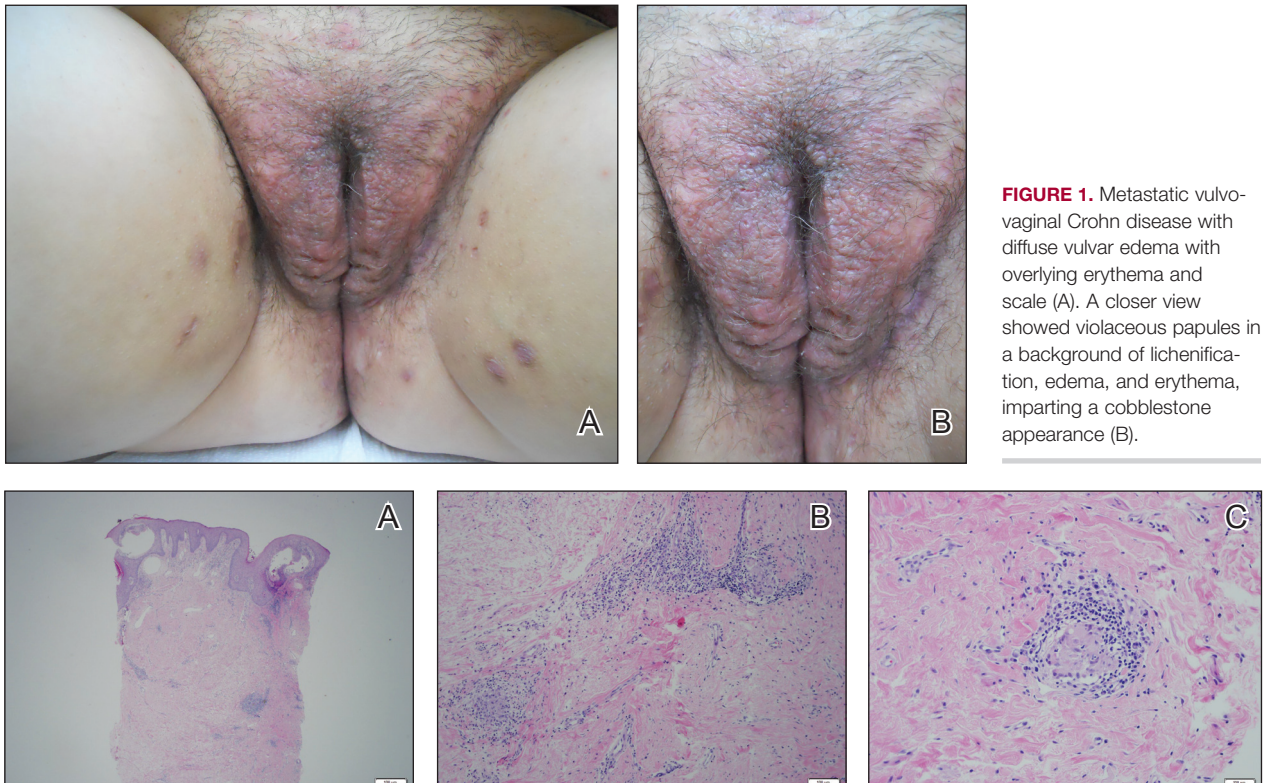 A
B
FIGURE 1. Metastatic vulvo-
vaginal Crohn disease with
diffuse vulvar edema with
overlying erythema and
scale (A). A closer view
showed violaceous papules in
a background of lichenifica-
tion, edema, and erythema,
imparting a cobblestone
appearance (B).
A
B
C